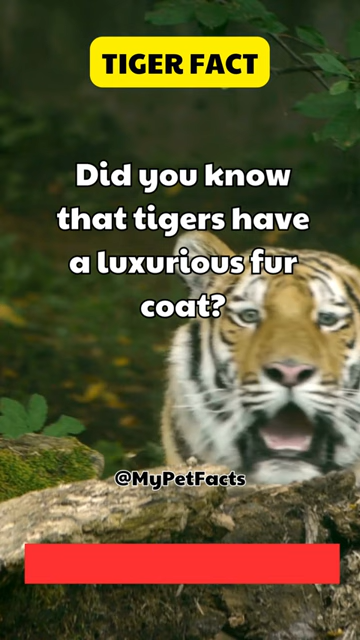 TIGER FACT
Did you know
that tigers have
a luxurious fur
coat?
@MyPetFacts